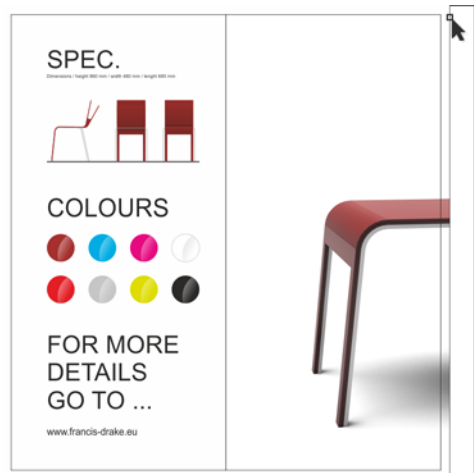 SPEC.
Dimensions / height 960 mm / width 480 mm / lenght 565 mm
COLOURS
FOR MORE
DETAILS
GO TO ...
www.francis-drake.eu